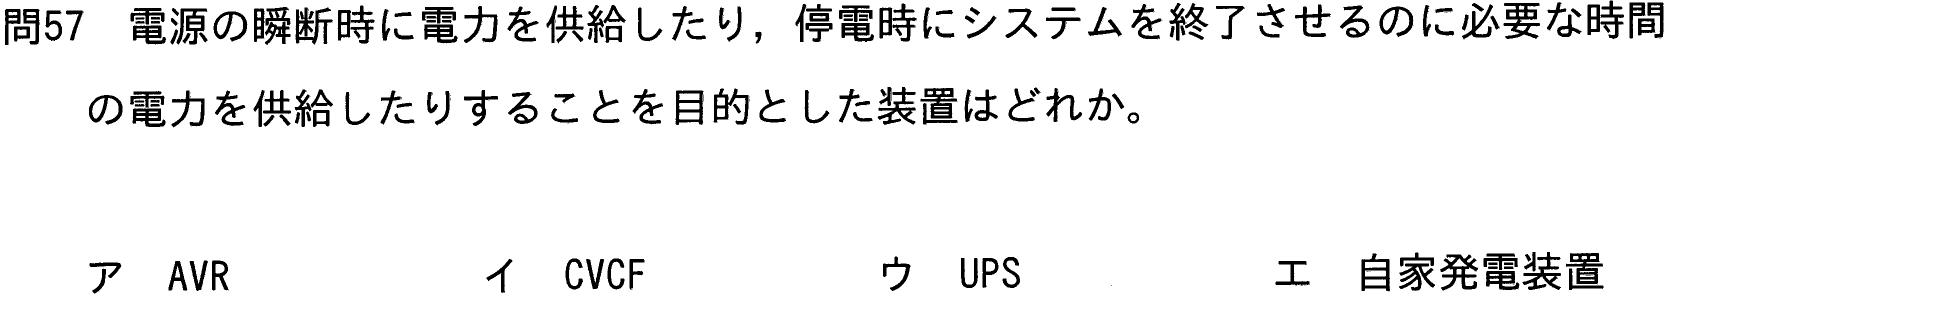 問57　電源の瞬断時に電力を供給したり，停電時にシステムを終了させるのに必要な時間
の電力を供給したりすることを目的とした装置はどれか。
ア　AVR　イ　CVCF　ウ　UPS　エ　自家発電装置